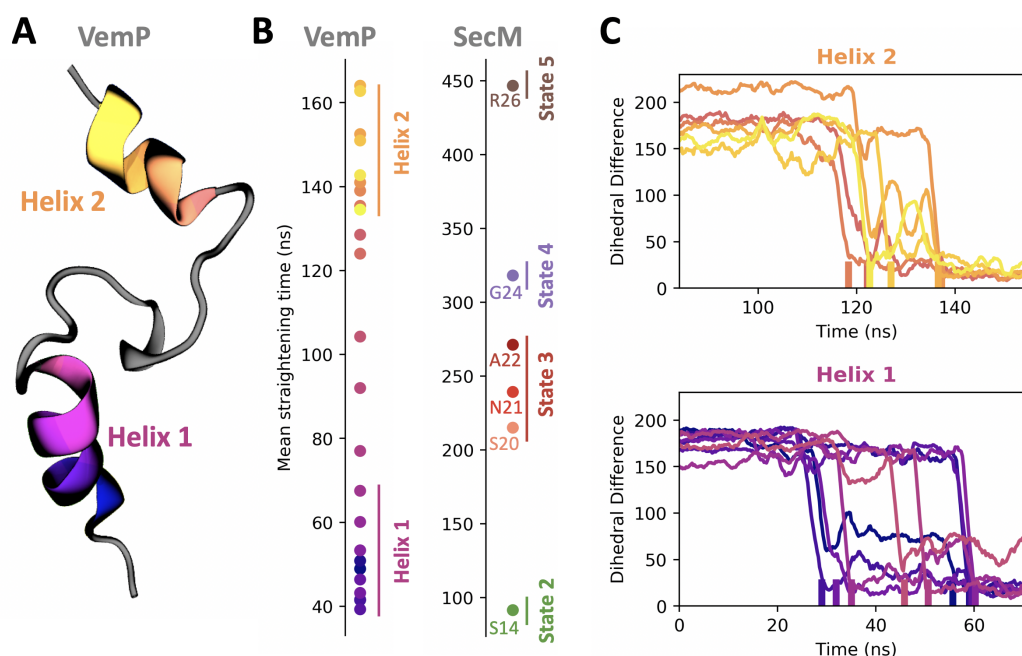 A
VemP
Helix 2
Helix 1
B
VemP
SecM
Mean straightening time (ns)
160
140
120
100
80
60
40
Helix 2
Helix 1
450
400
350
300
250
200
150
100
R26
State 5
G24
State 4
A22
N21
S20
State 3
S14
State 2
C
Helix 2
Dihedral Difference
200
150
100
50
0
100
120
140
Time (ns)
Helix 1
Dihedral Difference
200
150
100
50
0
0
20
40
60
Time (ns)